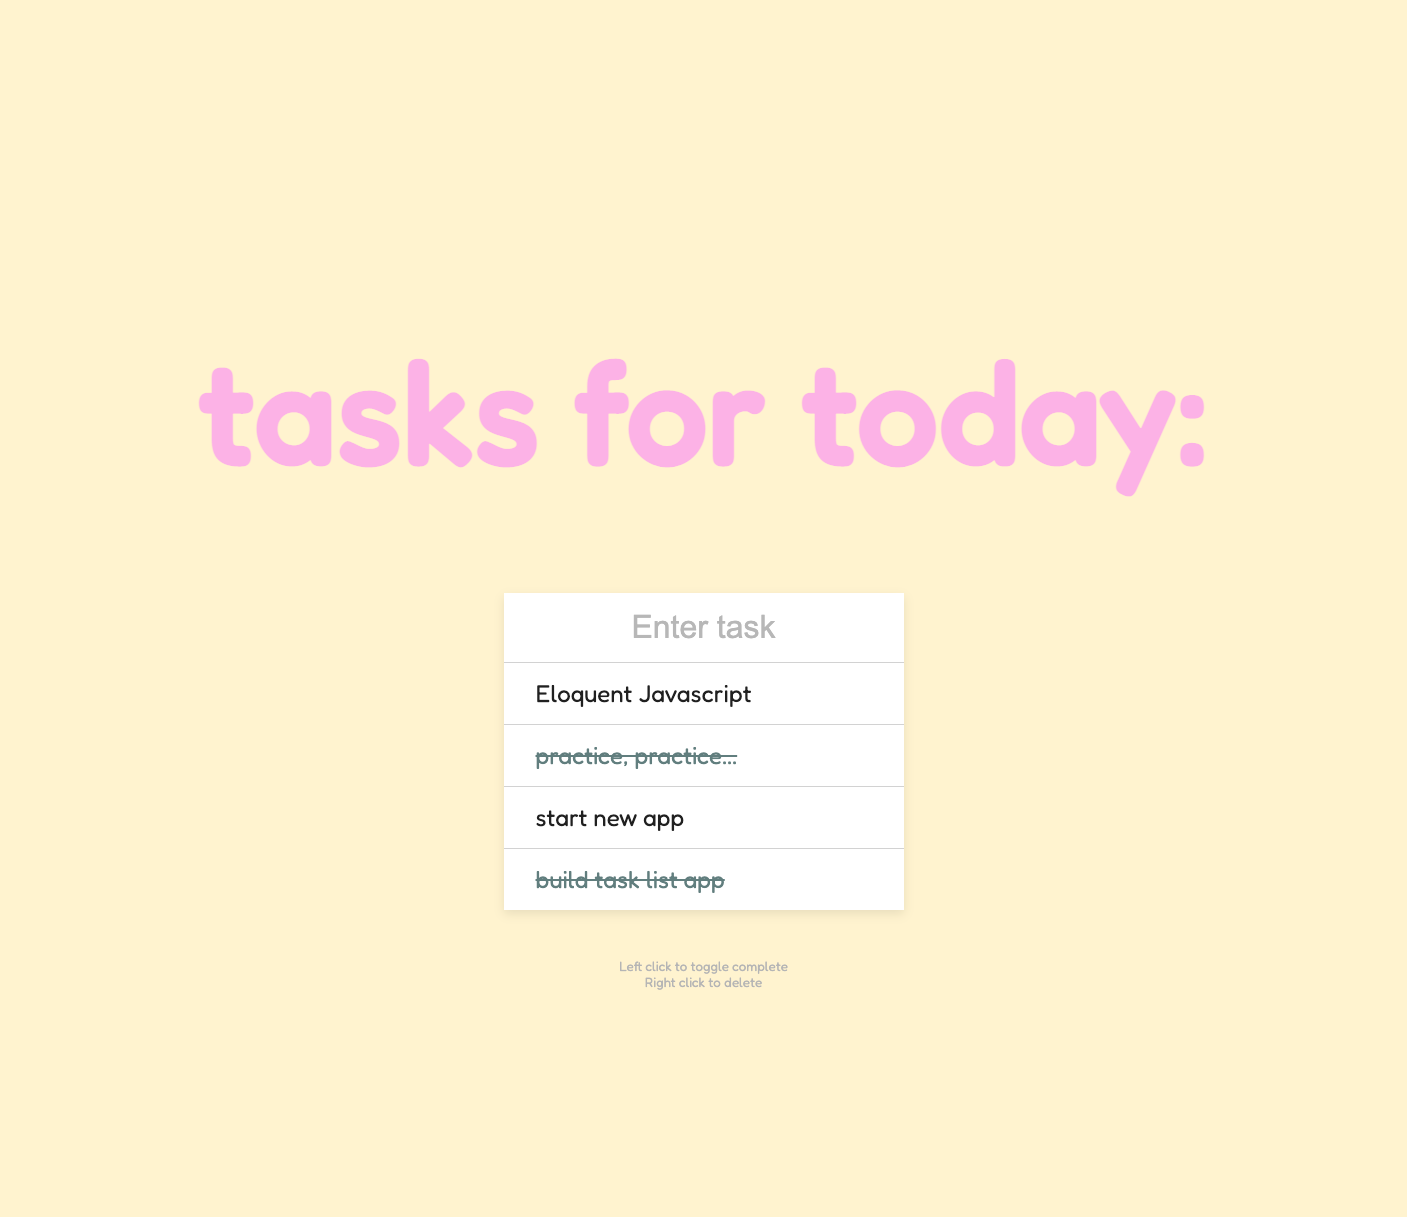 tasks for today:
Enter task
Eloquent Javascript
practice, practice...
start new app
build task list app
Left click to toggle complete
Right click to delete